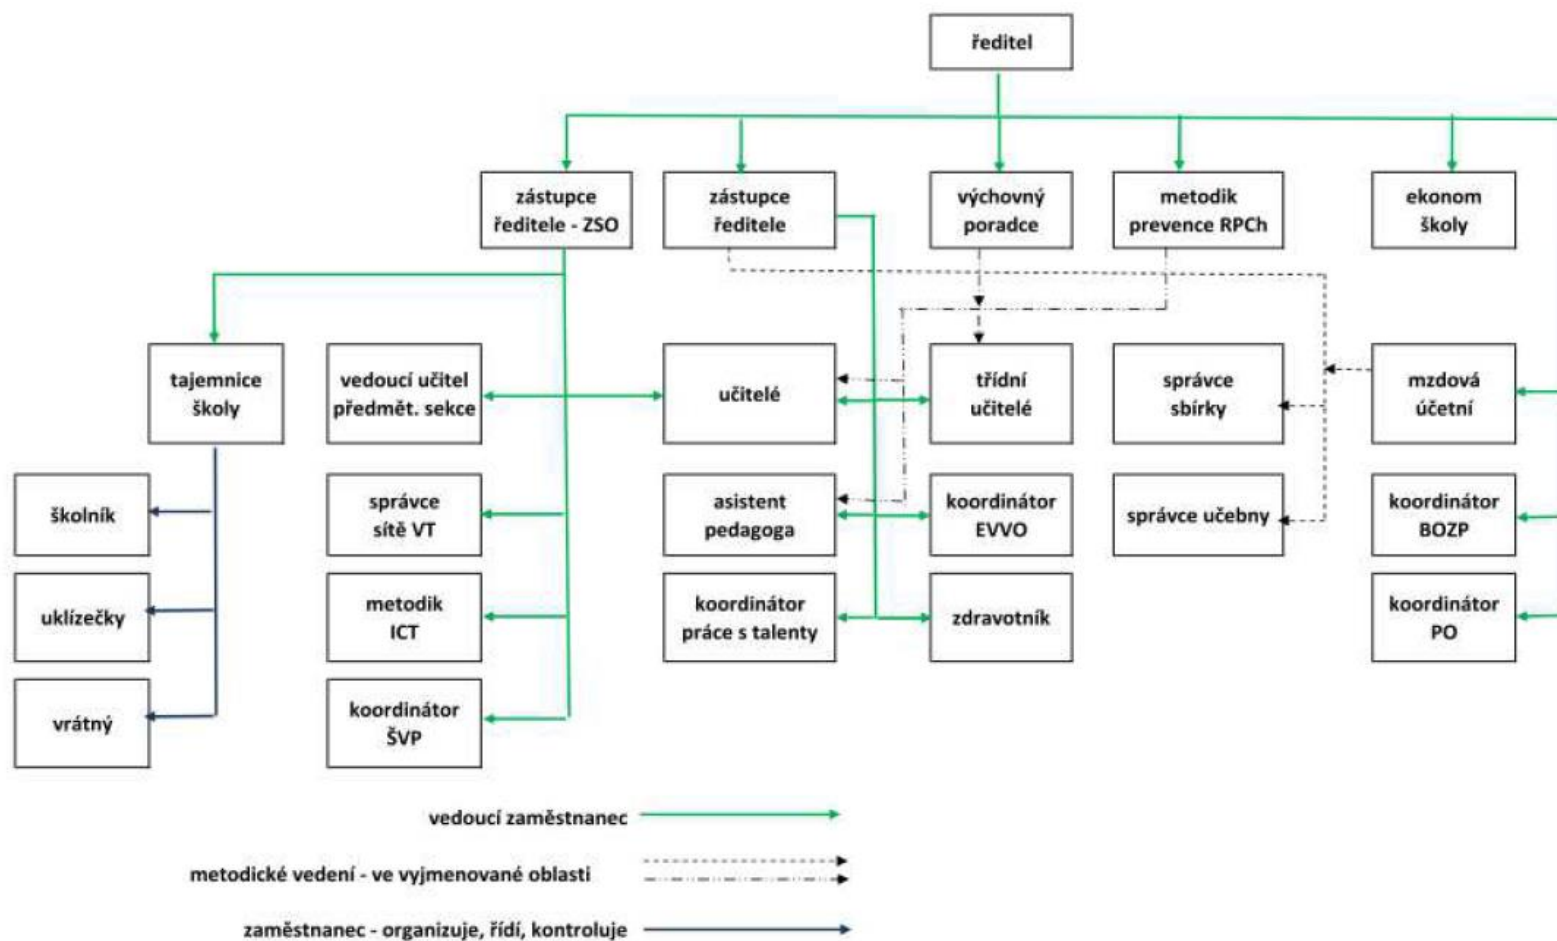 ředitel
zástupce
ředitele - ZSO
zástupce
ředitele
výchovný
poradce
metodik
prevence RPCh
ekonom
školy
tajemnice
školy
vedoucí učitel
předmět. sekce
učitelé
třídní
učitelé
správce
sbírky
mzdová
účetní
školník
správce
sítě VT
asistent
pedagoga
koordinátor
EVVO
správce učebny
koordinátor
BOZP
uklízečky
metodik
ICT
koordinátor
práce s talenty
zdravotník
koordinátor
PO
vrátný
koordinátor
ŠVP
vedoucí zaměstnanec
metodické vedení - ve vyjmenované oblasti
zaměstnanec - organizuje, řídí, kontroluje